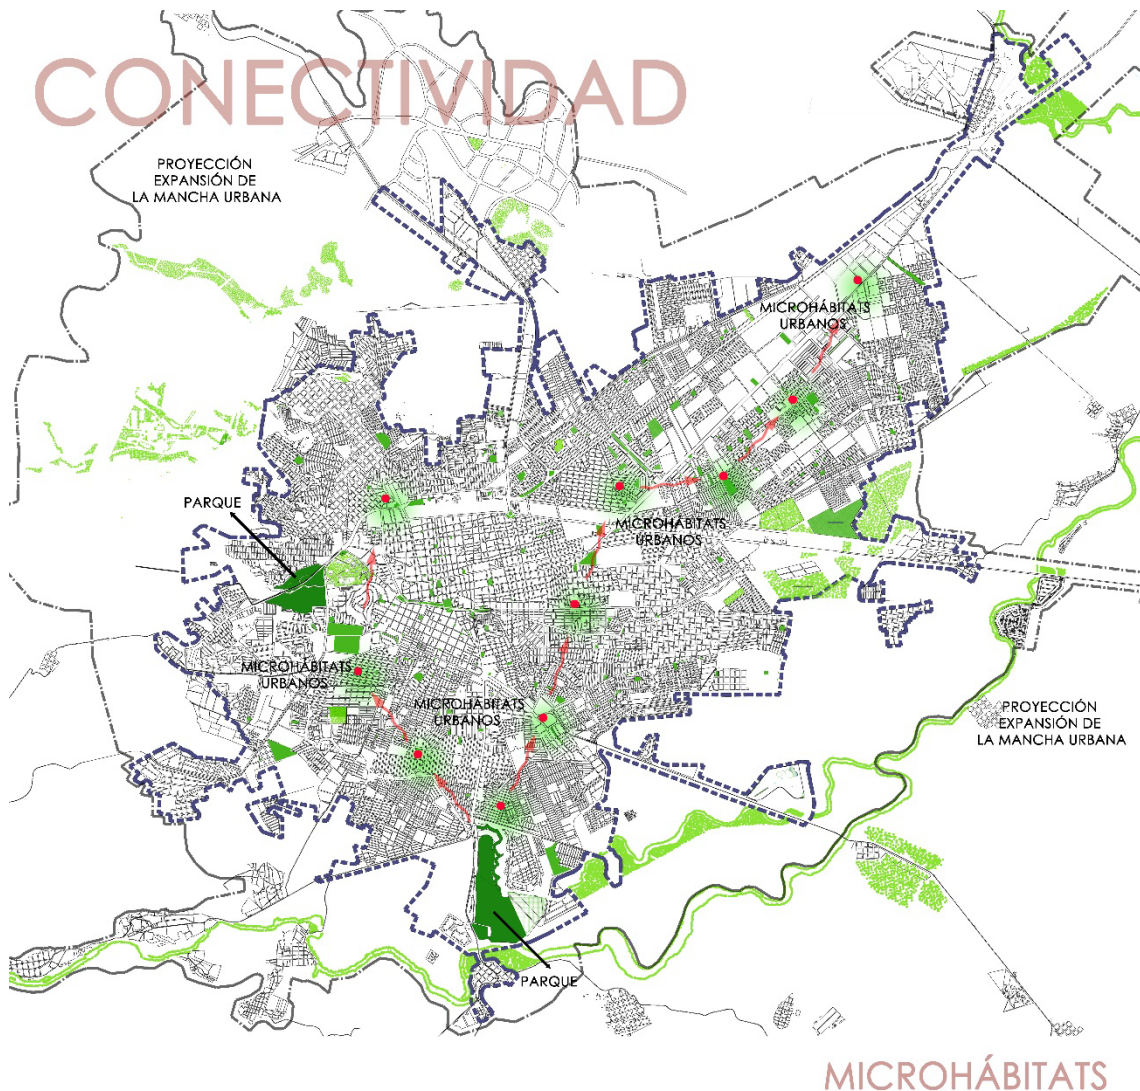 CONECTIVIDAD
PROYECCIÓN
EXPANSIÓN DE
LA MANCHA URBANA
MICROHÁBITATS
URBANOS
PARQUE
MICROHÁBITATS
URBANOS
MICROHÁBITATS
URBANOS
MICROHÁBITATS
URBANOS
PROYECCIÓN
EXPANSIÓN DE
LA MANCHA URBANA
PARQUE
MICROHÁBITATS